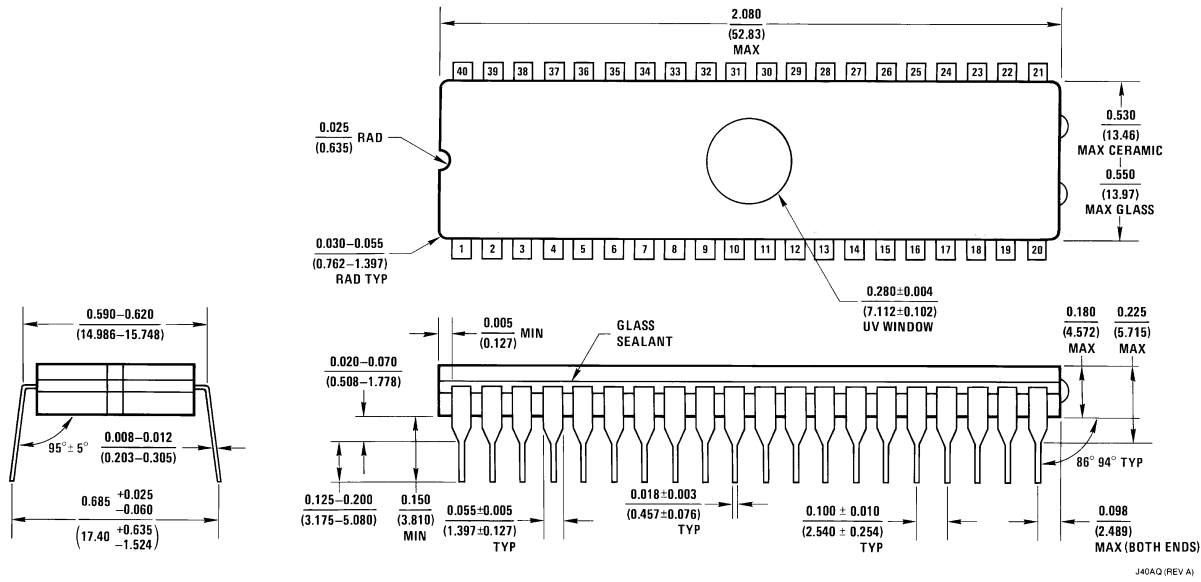 2.080
(52.83)
MAX
40 39 38 37 36 35 34 33 32 31 30 29 28 27 26 25 24 23 22 21
0.025
(0.635)
RAD
0.530
(13.46)
MAX CERAMIC
0.550
(13.97)
MAX GLASS
0.030–0.055
(0.762–1.397)
RAD TYP
1 2 3 4 5 6 7 8 9 10 11 12 13 14 15 16 17 18 19 20
0.280±0.004
(7.112±0.102)
UV WINDOW
0.590–0.620
(14.986–15.748)
95° ± 5°
0.008–0.012
(0.203–0.305)
0.685 +0.025 −0.060
(17.40 +0.635 −1.524)
0.005
(0.127)
MIN
GLASS
SEALANT
0.180
(4.572)
MAX
0.225
(5.715)
MAX
0.020–0.070
(0.508–1.778)
86° 94° TYP
0.125–0.200
(3.175–5.080)
0.150
(3.810)
MIN
0.055±0.005
(1.397±0.127)
TYP
0.018±0.003
(0.457±0.076)
TYP
0.100 ± 0.010
(2.540 ± 0.254)
TYP
0.098
(2.489)
MAX (BOTH ENDS)
J40AQ (REV A)